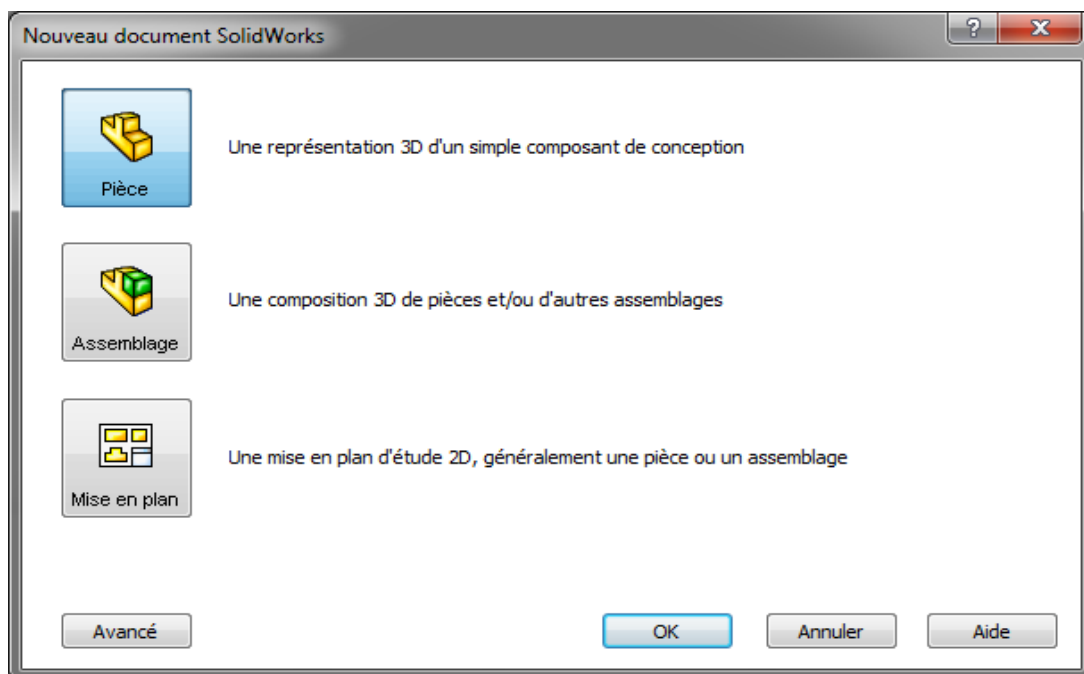 Nouveau document SolidWorks
?
Pièce
Une représentation 3D d'un simple composant de conception
Assemblage
Une composition 3D de pièces et/ou d'autres assemblages
Mise en plan
Une mise en plan d'étude 2D, généralement une pièce ou un assemblage
Avancé
OK
Annuler
Aide